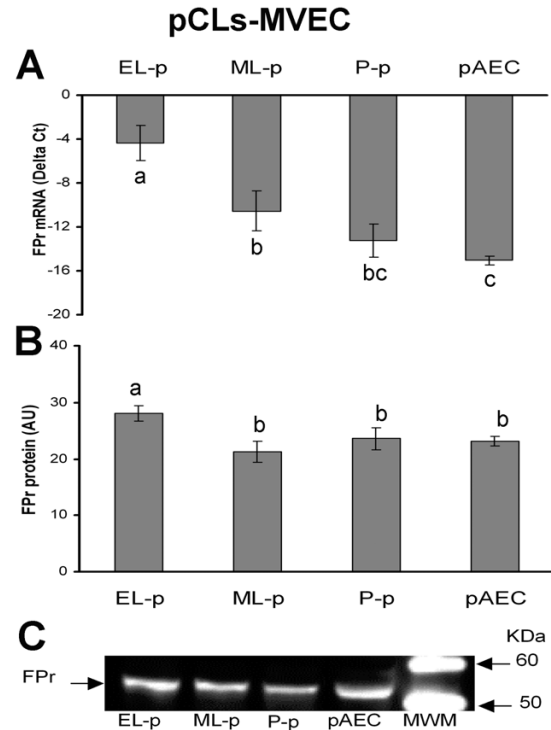 pCLs-MVEC
A
EL-p ML-p P-p pAEC
FPr mRNA (Delta Ct)
0
-4
-8
-12
-16
-20
a
b
bc
c
B
FPr protein (AU)
40
30
20
10
0
a
b
b
b
EL-p ML-p P-p pAEC
C
KDa
FPr
60
50
EL-p ML-p P-p pAEC MWM